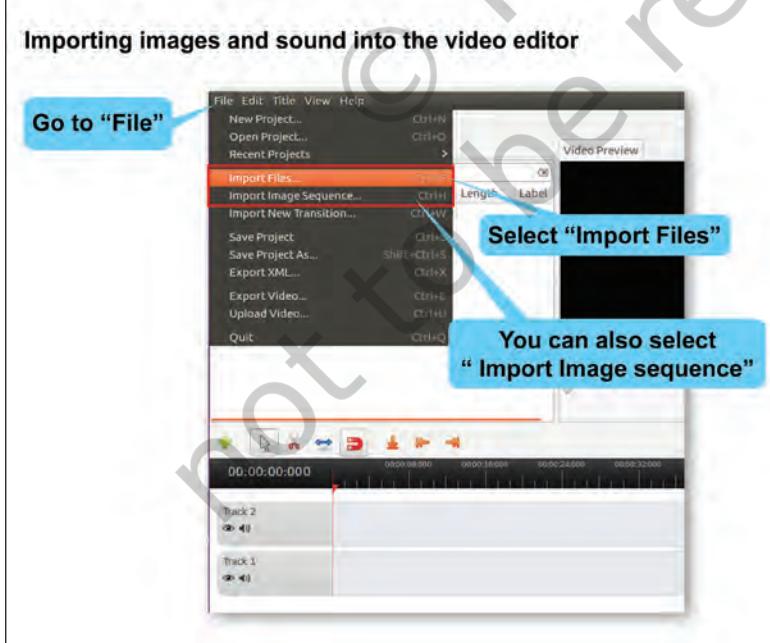 Importing images and sound into the video editor
Go to “File”
File Edit Title View Help
New Project... Ctrl+N
Open Project... Ctrl+O
Recent Projects >
Import Files...
Import Image Sequence... Ctrl+I
Import New Transition... Ctrl+W
Save Project Ctrl+S
Save Project As... Shift+Ctrl+S
Export XML... Ctrl+X
Export Video... Ctrl+E
Upload Video... Ctrl+U
Quit Ctrl+Q
Video Preview
Length Label
Select “Import Files”
You can also select
“ Import Image sequence”
00:00:00:000
00:00:08:000 00:00:16:000 00:00:24:000 00:00:32:000
Track 2
Track 1
©
not to be re